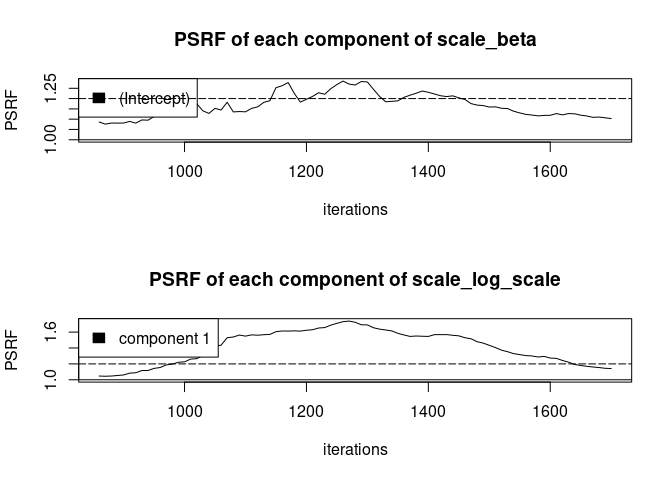 PSRF of each component of scale_beta
PSRF
1.00 1.25
(Intercept)
1000 1200 1400 1600
iterations
PSRF of each component of scale_log_scale
PSRF
1.0 1.6
component 1
1000 1200 1400 1600
iterations